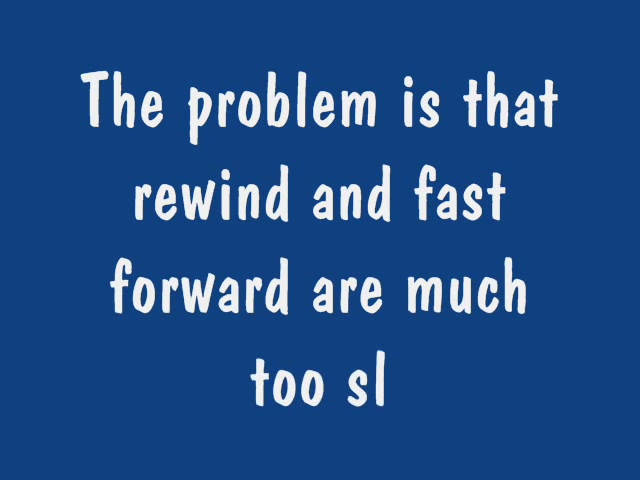 The problem is that
rewind and fast
forward are much
too sl